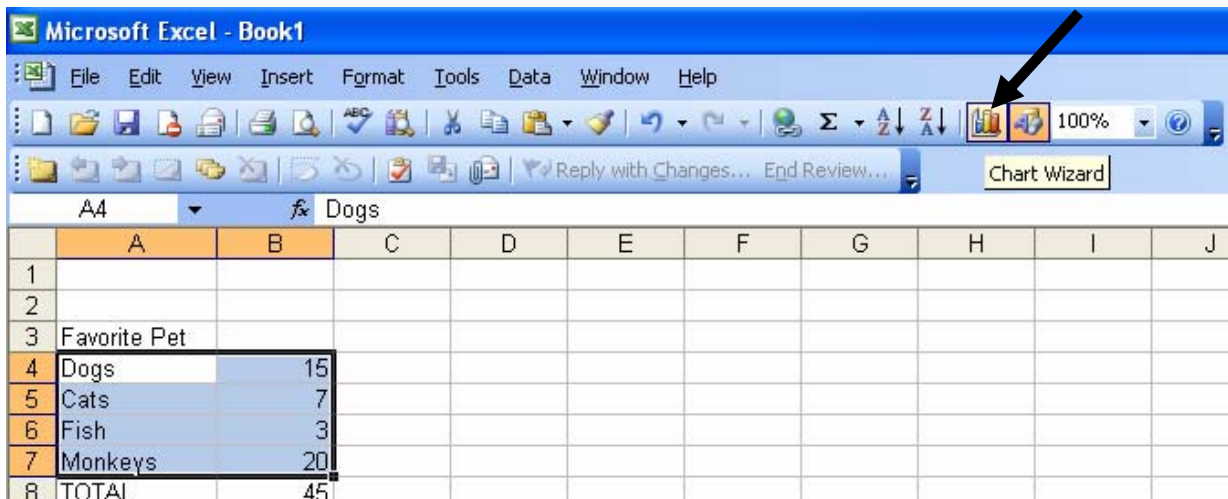 Microsoft Excel - Book1
File Edit View Insert Format Tools Data Window Help
ABC Σ A Z Z A 100% ?
Reply with Changes... End Review...
Chart Wizard
A4 fx Dogs
A B C D E F G H I J
1
2
3 Favorite Pet
4 Dogs 15
5 Cats 7
6 Fish 3
7 Monkeys 20
8 TOTAL 45